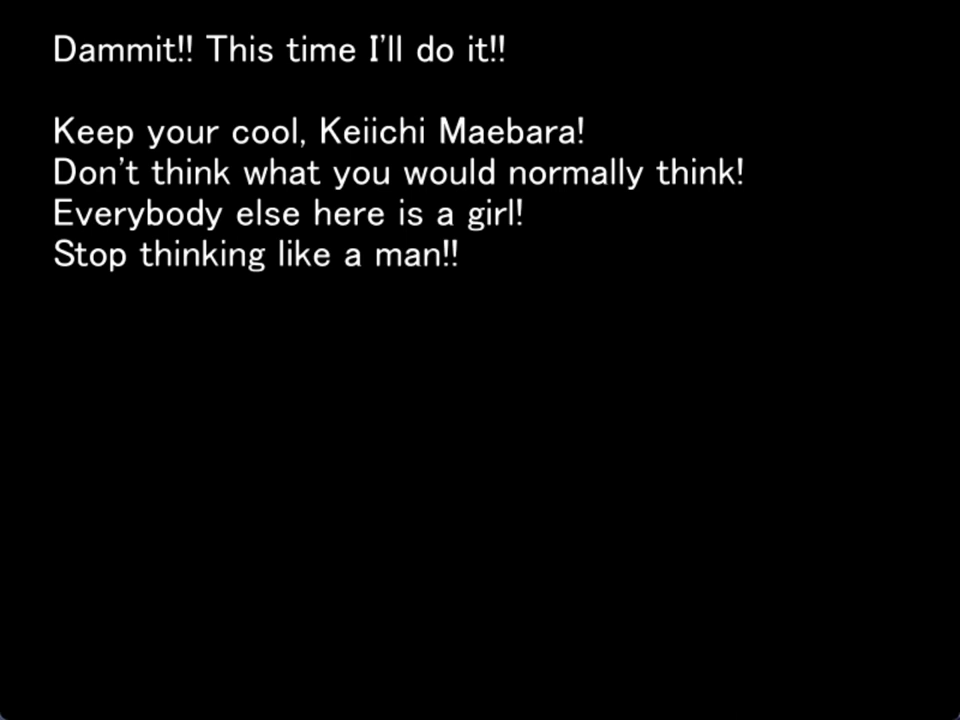 Dammit!! This time I'll do it!!
Keep your cool, Keiichi Maebara!
Don't think what you would normally think!
Everybody else here is a girl!
Stop thinking like a man!!